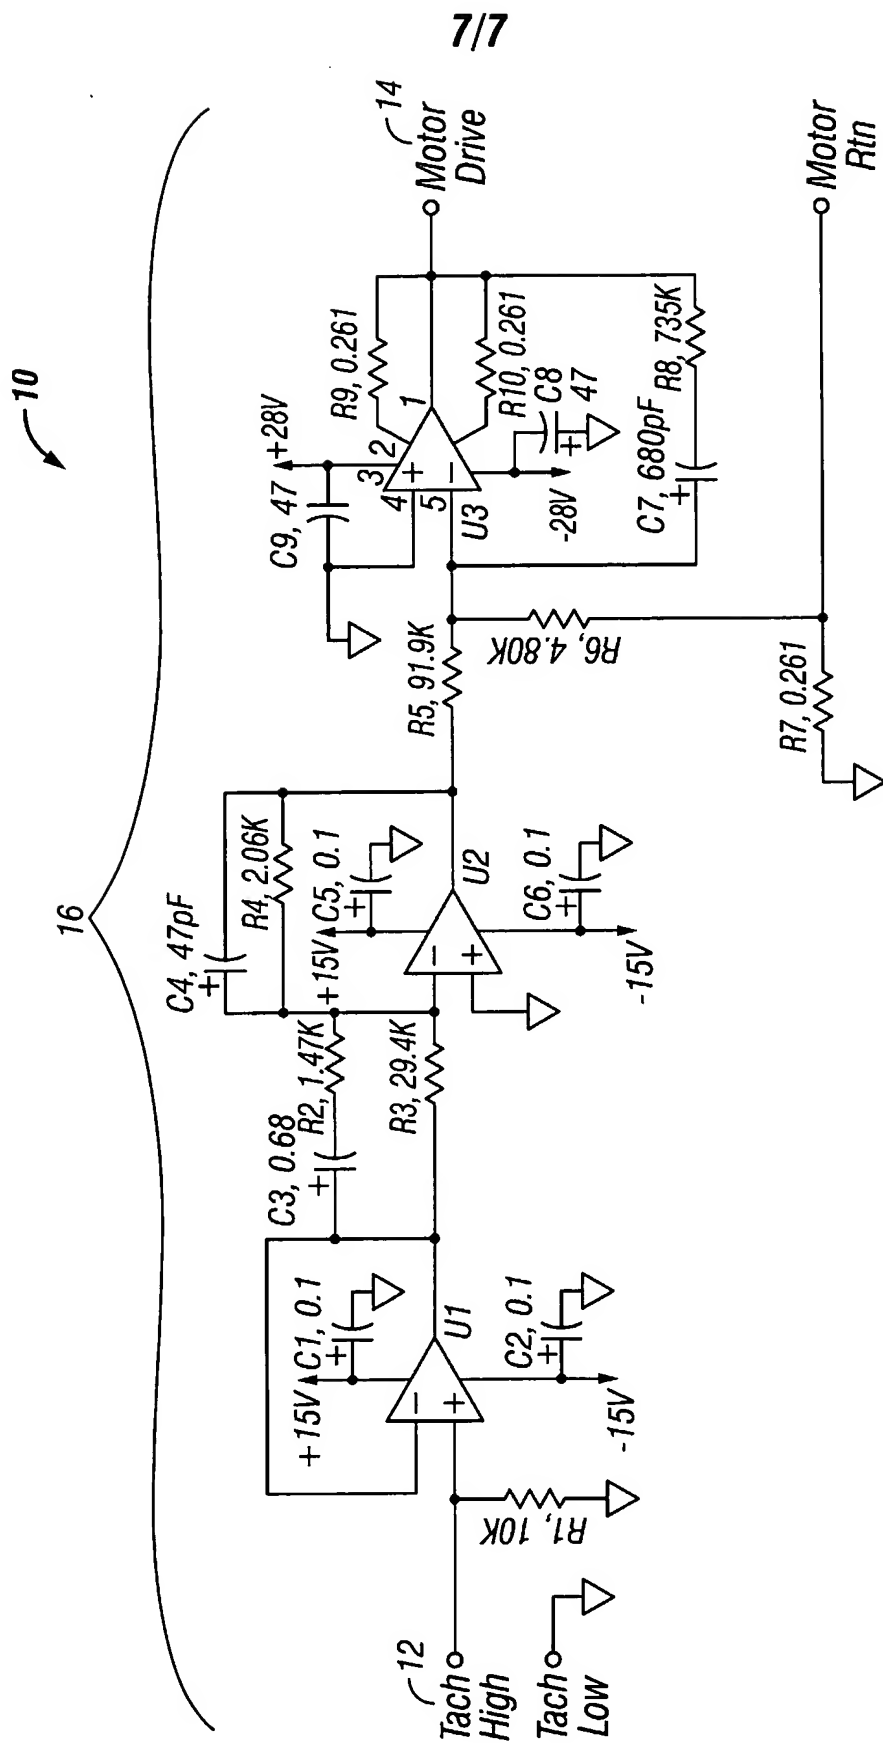 7/7
10
16
Tach
High
12
Tach
Low
R1, 10K
+15V
C1, 0.1
-
+
U1
C2, 0.1
-15V
C3, 0.68
R2, 1.47K
R3, 29.4K
C4, 47pF
R4, 2.06K
+15V
C5, 0.1
-
+
U2
C6, 0.1
-15V
R5, 91.9K
R6, 4.80K
R7, 0.261
C9, 47
+28V
3
2
4
+
5
-
1
U3
-28V
C8
47
R9, 0.261
R10, 0.261
C7, 680pF
R8, 735K
14
Motor
Drive
Motor
Rtn